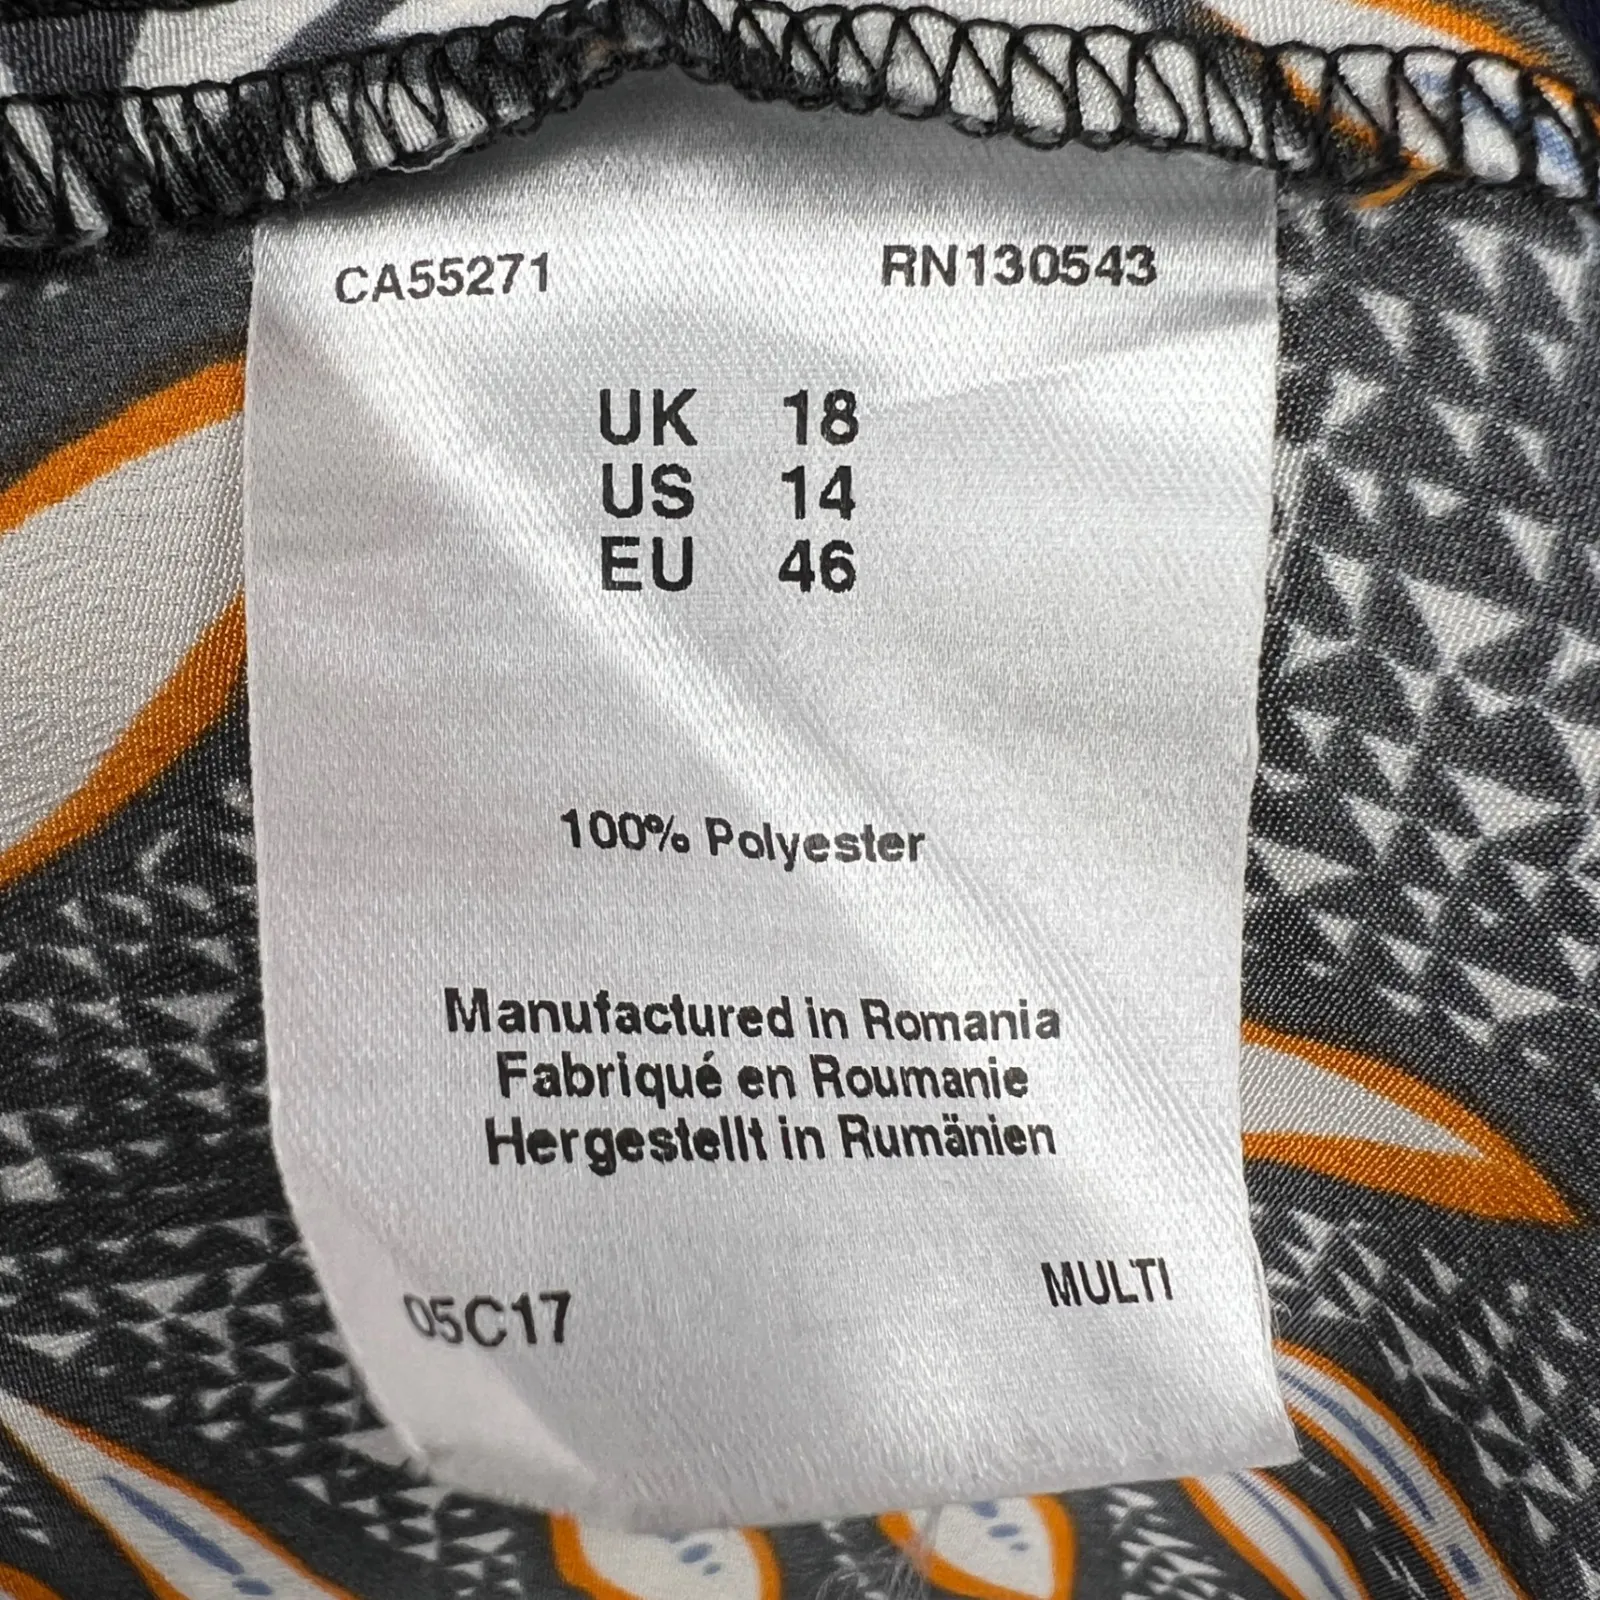 CA55271 RN130543
UK 18
US 14
EU 46
100% Polyester
Manufactured in Romania
Fabriqué en Roumanie
Hergestellt in Rumänien
05C17 MULTI